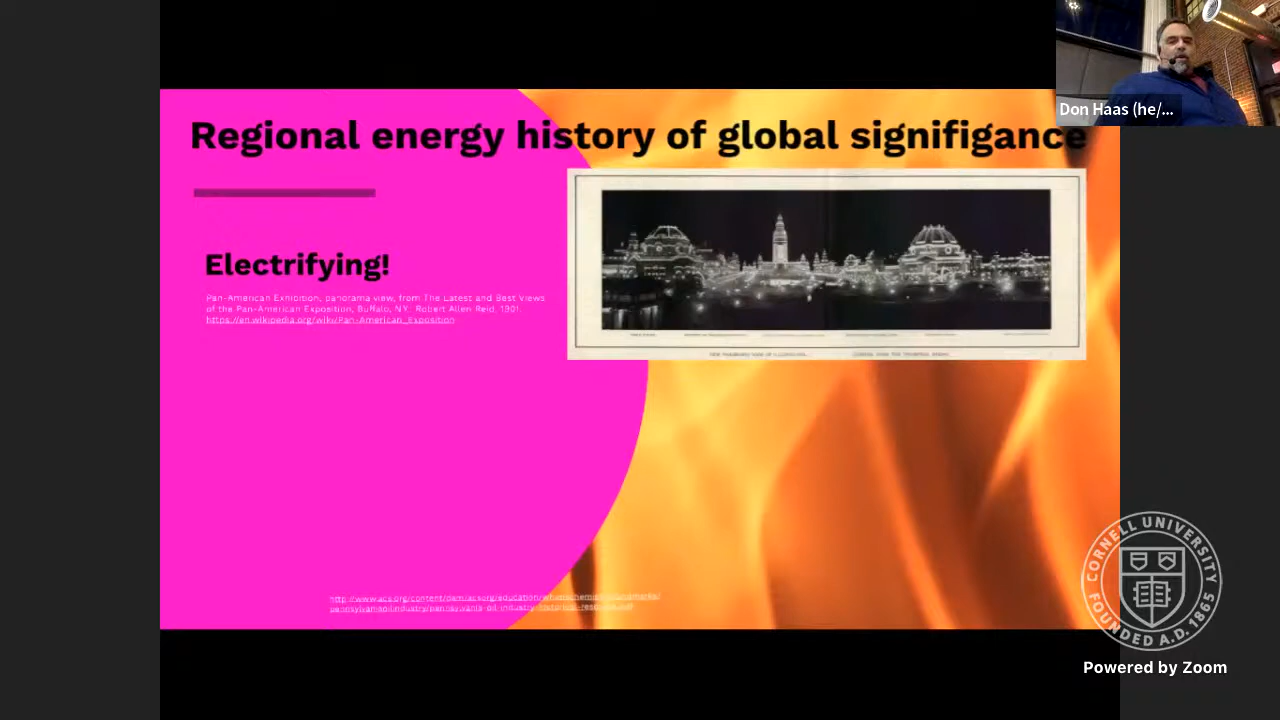 Regional energy history of global signifigance
Don Haas (he/...
Electrifying!
Pan-American Exhibition, panorama view, from The Latest and Best Views
of the Pan-American Exposition, Buffalo, N.Y.: Robert Allen Reid, 1901.
https://en.wikipedia.org/wiki/Pan-American_Exposition
CORNELL UNIVERSITY
FOUNDED A.D. 1865
Powered by Zoom